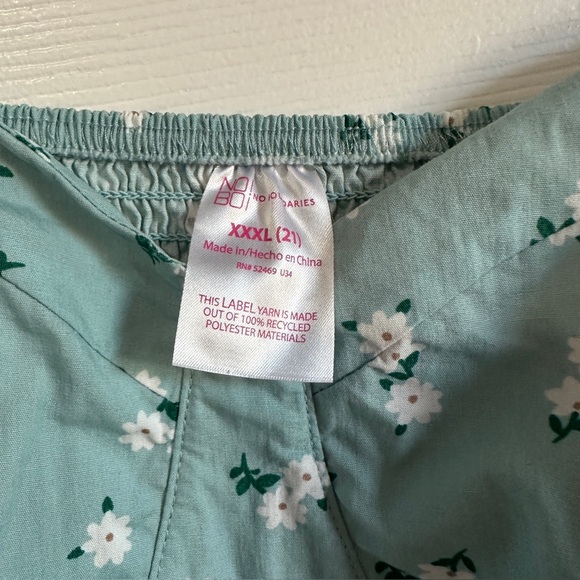 NO
BO
NO BOUNDARIES
XXXL (21)
Made in/Hecho en China
RN# 52469 U34
THIS LABEL YARN IS MADE
OUT OF 100% RECYCLED
POLYESTER MATERIALS